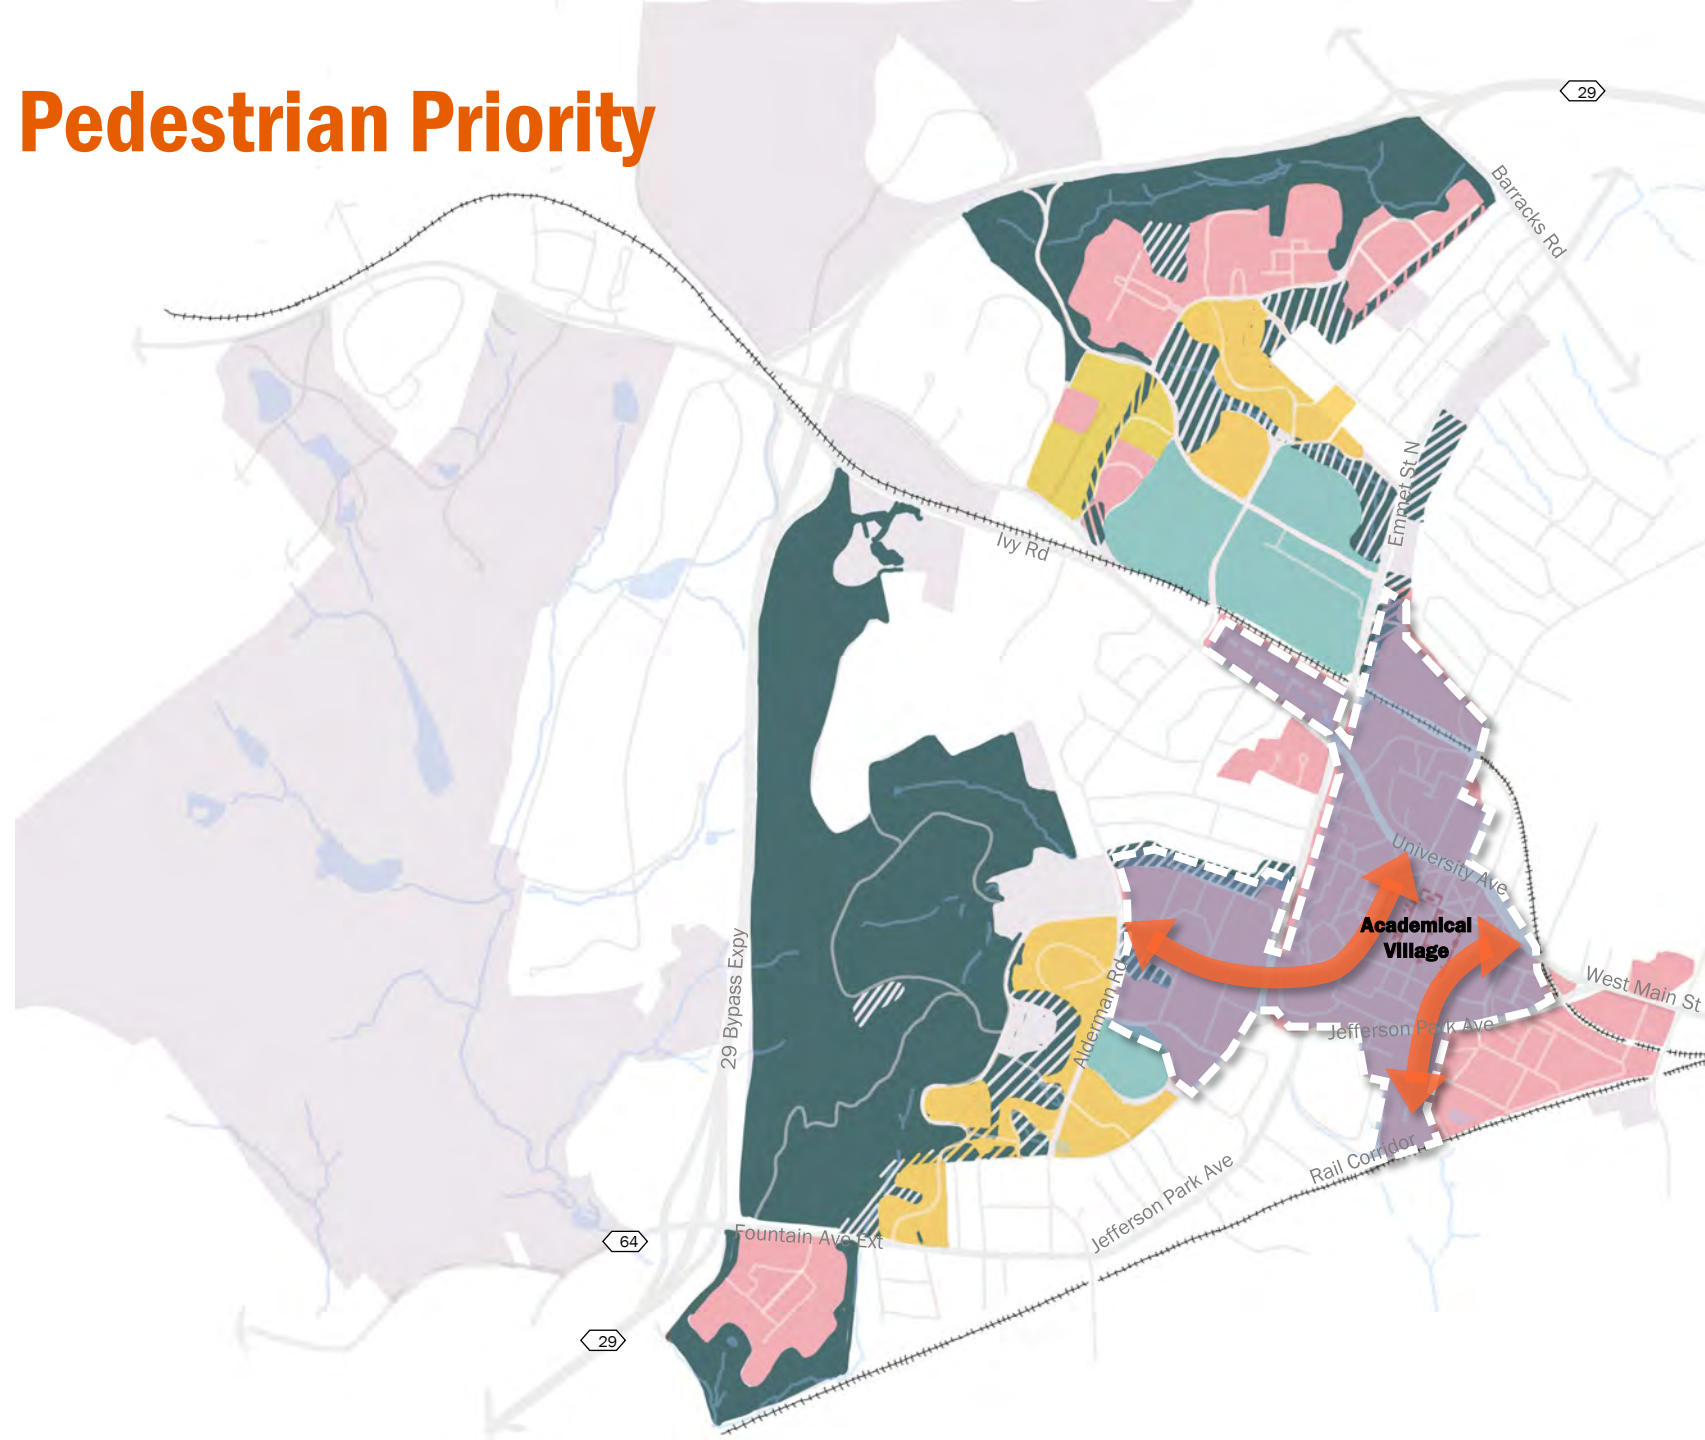 Pedestrian Priority
29
Barracks Rd
Emmet St N
Ivy Rd
University Ave
Academical
Village
West Main St
Jefferson Park Ave
Alderman Rd
29 Bypass Expy
Rail Corridor
Jefferson Park Ave
Fountain Ave Ext
64
29